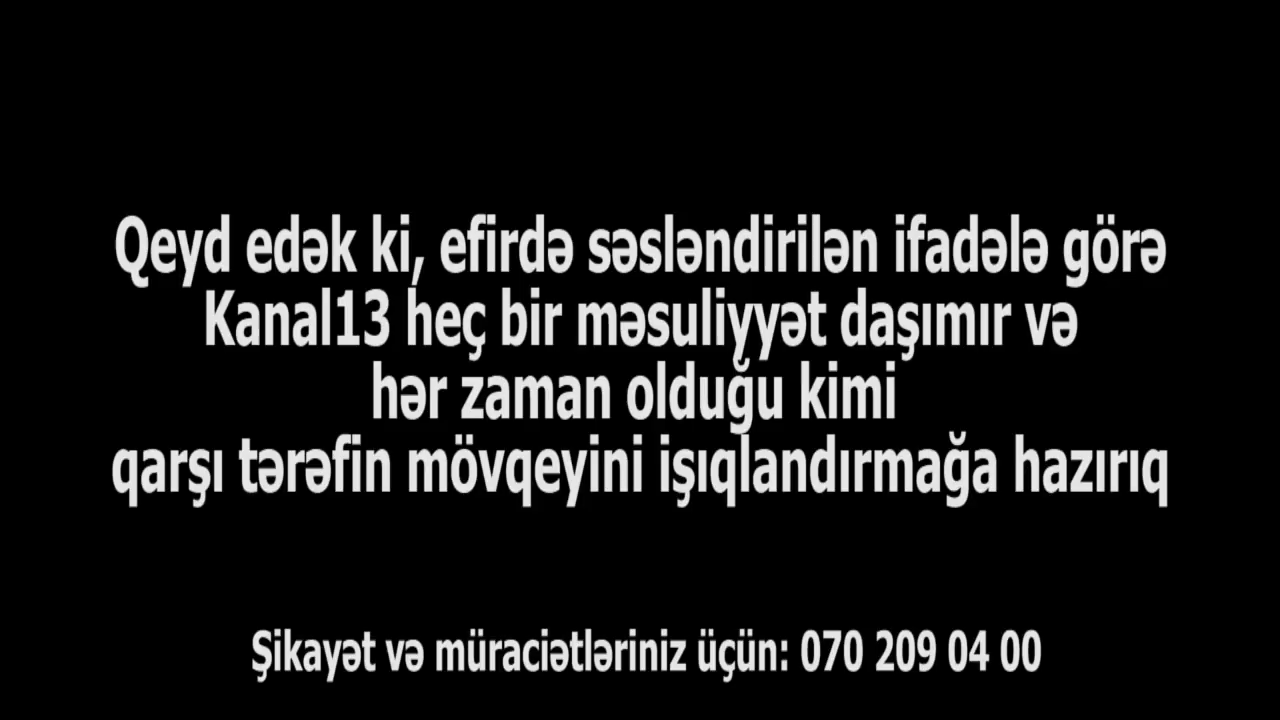 Qeyd edək ki, efirdə səsləndirilən ifadələ görə
Kanal13 heç bir məsuliyyət daşımır və
hər zaman olduğu kimi
qarşı tərəfin mövqeyini işıqlandırmağa hazırıq
Şikayət və müraciətləriniz üçün: 070 209 04 00